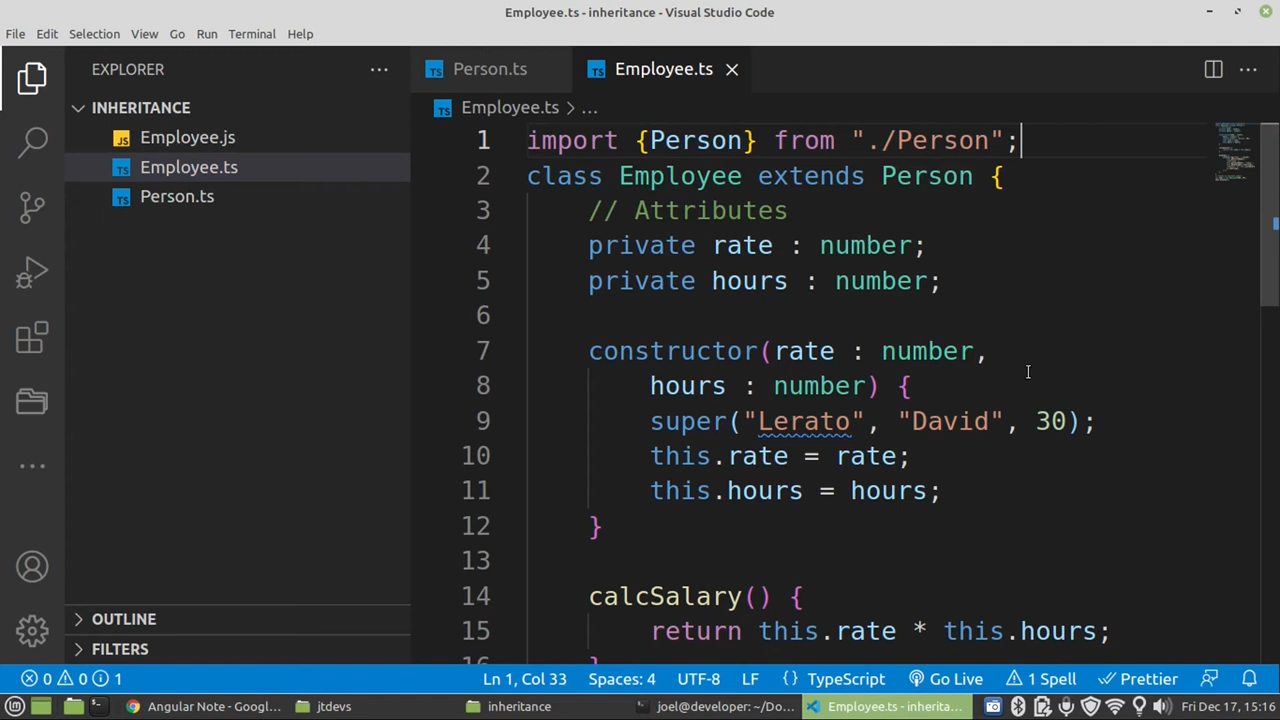 Employee.ts - inheritance - Visual Studio Code
File Edit Selection View Go Run Terminal Help
EXPLORER
Person.ts
Employee.ts
INHERITANCE
Employee.ts > ...
JS Employee.js
TS Employee.ts
TS Person.ts
1 import {Person} from "./Person";
2 class Employee extends Person {
3 // Attributes
4 private rate : number;
5 private hours : number;
6
7 constructor(rate : number,
8 hours : number) {
9 super("Lerato", "David", 30);
10 this.rate = rate;
11 this.hours = hours;
12 }
13
14 calcSalary() {
15 return this.rate * this.hours;
OUTLINE
FILTERS
0 0 1
Ln 1, Col 33 Spaces: 4 UTF-8 LF {} TypeScript Go Live 1 Spell Prettier
Angular Note - Googl... jtdevs inheritance joel@developer: ~/Do... Employee.ts - inherita... Fri Dec 17, 15:16